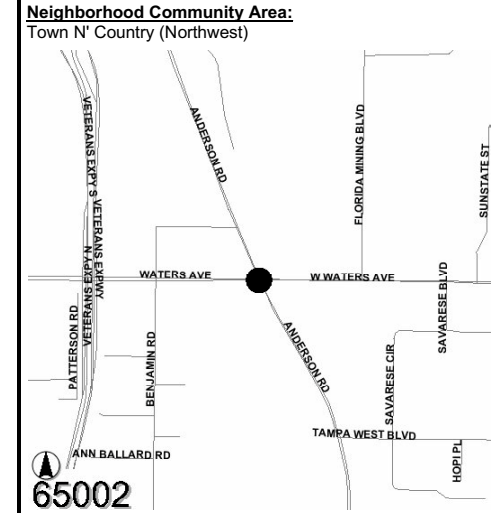 Neighborhood Community Area:
Town N' Country (Northwest)
VETERANS EXPY S
ANDERSON RD
FLORIDA MINING BLVD
SUNSTATE ST
VETERANS EXPWY
VETERANS EXPY N
WATERS AVE
W WATERS AVE
SAVARESE BLVD
PATTERSON RD
BENJAMIN RD
ANDERSON RD
SAVARESE CIR
TAMPA WEST BLVD
HOPI PL
ANN BALLARD RD
65002